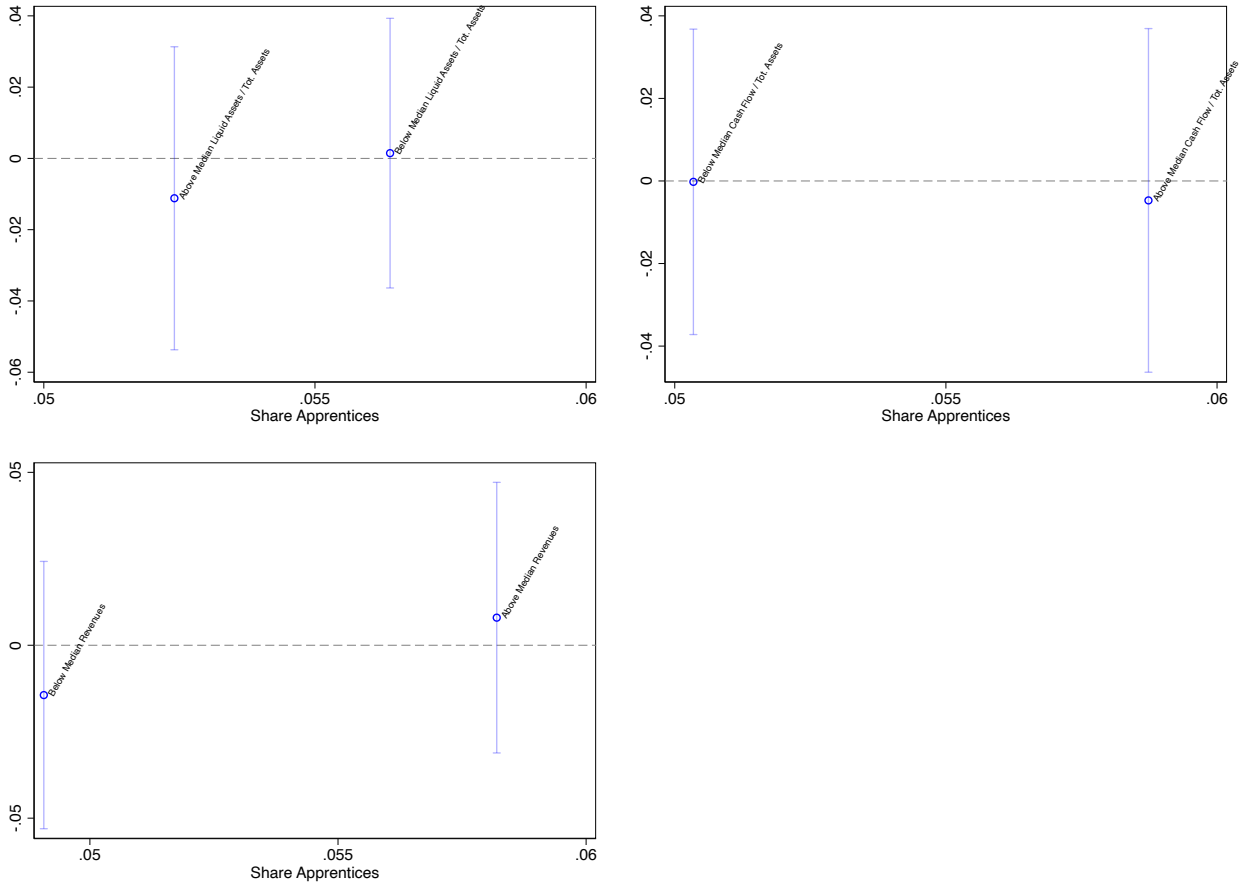 .04
.02
0
-.02
-.04
-.06
Above Median Liquid Assets / Tot. Assets
Below Median Liquid Assets / Tot. Assets
.05
.055
.06
Share Apprentices
.04
.02
0
-.02
-.04
Below Median Cash Flow / Tot. Assets
Above Median Cash Flow / Tot. Assets
.05
.055
.06
Share Apprentices
.05
0
-.05
Below Median Revenues
Above Median Revenues
.05
.055
.06
Share Apprentices